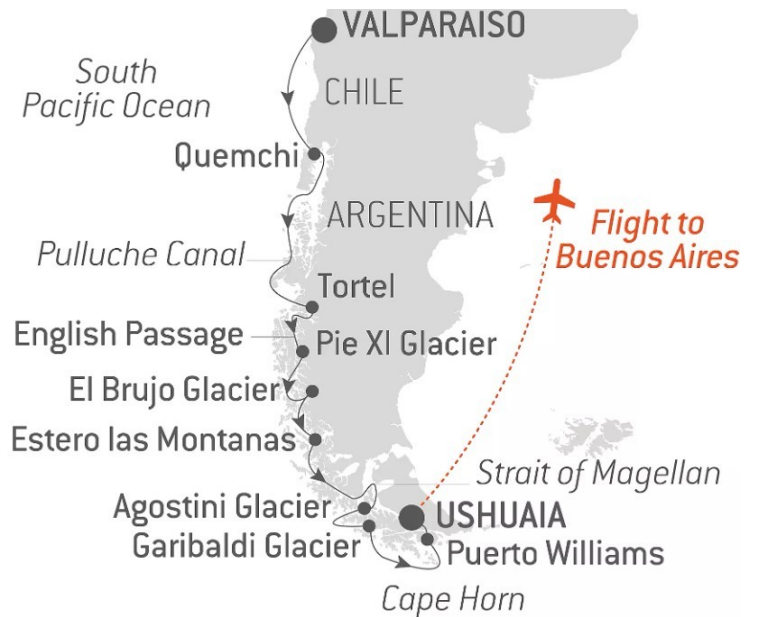 VALPARAISO
South
Pacific Ocean
CHILE
Quemchi
ARGENTINA
Flight to
Buenos Aires
Pulluche Canal
Tortel
English Passage
Pie XI Glacier
El Brujo Glacier
Estero las Montanas
Strait of Magellan
Agostini Glacier
USHUAIA
Garibaldi Glacier
Puerto Williams
Cape Horn